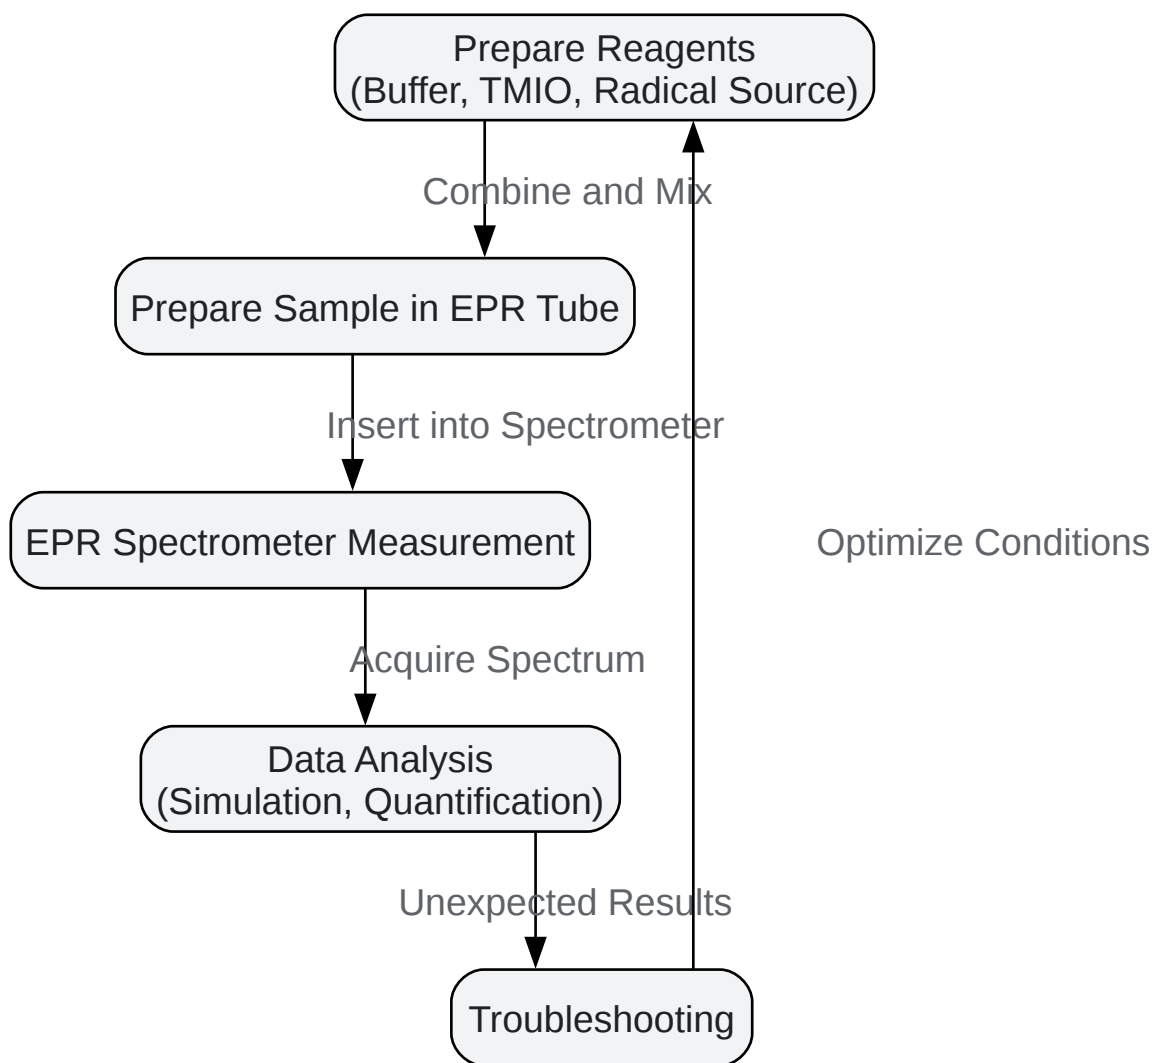 Prepare Reagents
(Buffer, TMIO, Radical Source)
Combine and Mix
Prepare Sample in EPR Tube
Insert into Spectrometer
EPR Spectrometer Measurement
Optimize Conditions
Acquire Spectrum
Data Analysis
(Simulation, Quantification)
Unexpected Results
Troubleshooting